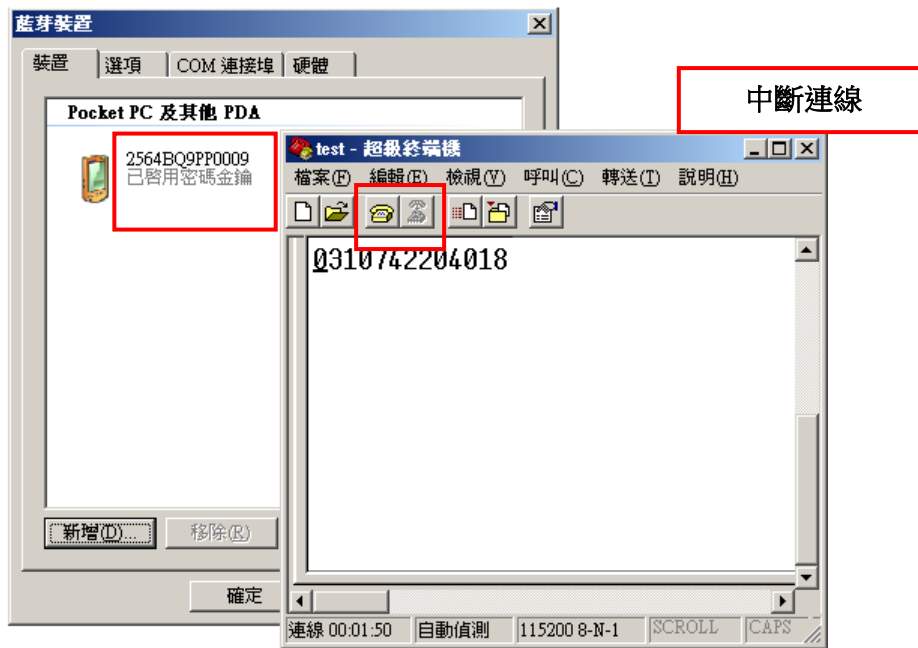 藍芽裝置
裝置 選項 COM 連接埠 硬體
Pocket PC 及其他 PDA
2564BQ9PP0009
已啓用密碼金鑰
新增(D)... 移除(R)
確定
中斷連線
test - 超級終端機
檔案(F) 編輯(E) 檢視(V) 呼叫(C) 轉送(T) 說明(H)
0310742204018
連線 00:01:50 自動偵測 115200 8-N-1 SCROLL CAPS